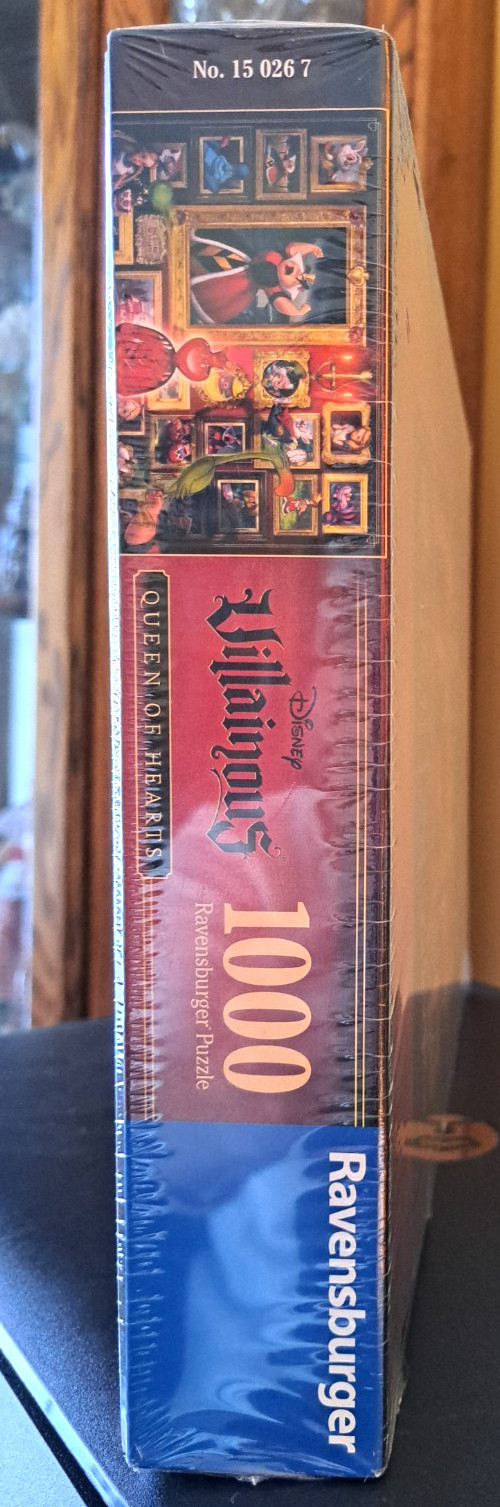 No. 15 026 7
Disney
Villainous
QUEEN OF HEARTS
1000
Ravensburger Puzzle
Ravensburger